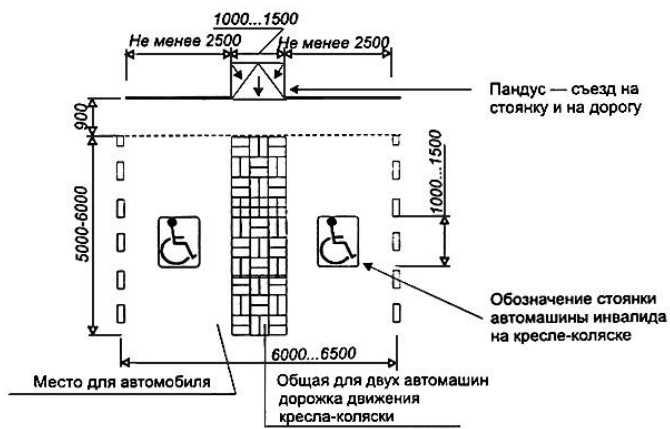 1000...1500
Не менее 2500
Не менее 2500
Пандус — съезд на
стоянку и на дорогу
900
5000-6000
1000...1500
Обозначение стоянки
автомашины инвалида
на кресле-коляске
6000...6500
Место для автомобиля
Общая для двух автомашин
дорожка движения
кресла-коляски